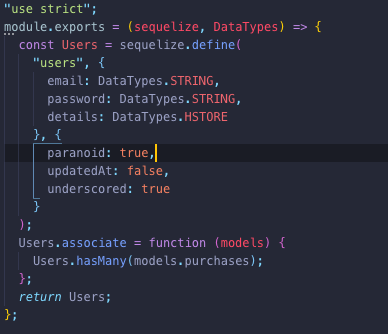 "use strict";
module.exports = (sequelize, DataTypes) => {
  const Users = sequelize.define(
    "users", {
      email: DataTypes.STRING,
      password: DataTypes.STRING,
      details: DataTypes.HSTORE
    }, {
      paranoid: true,
      updatedAt: false,
      underscored: true
    }
  );
  Users.associate = function (models) {
    Users.hasMany(models.purchases);
  };
  return Users;
};